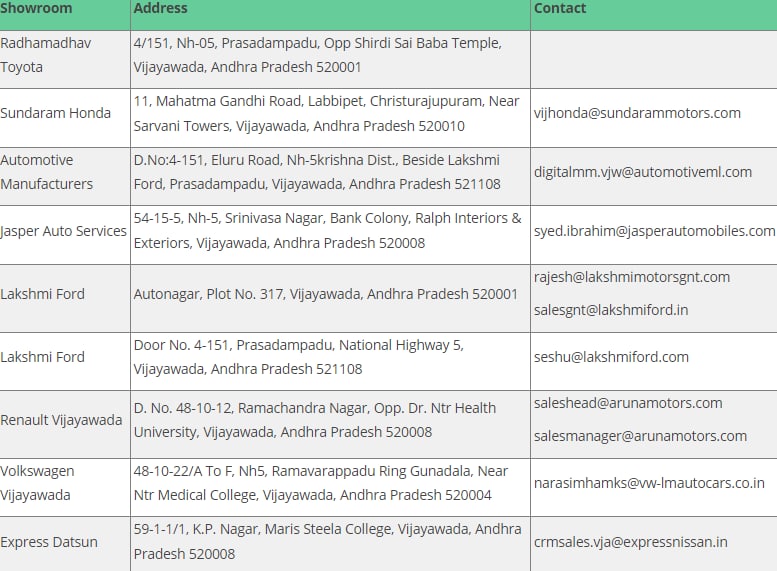 Showroom Address Contact
Radhamadhav
Toyota
4/151, Nh-05, Prasadampadu, Opp Shirdi Sai Baba Temple,
Vijayawada, Andhra Pradesh 520001
Sundaram Honda
11, Mahatma Gandhi Road, Labbipet, Christurajupuram, Near
Sarvani Towers, Vijayawada, Andhra Pradesh 520010
vijhonda@sundarammotors.com
Automotive
Manufacturers
D.No:4-151, Eluru Road, Nh-5krishna Dist., Beside Lakshmi
Ford, Prasadampadu, Vijayawada, Andhra Pradesh 521108
digitalmm.vjw@automotiveml.com
Jasper Auto Services
54-15-5, Nh-5, Srinivasa Nagar, Bank Colony, Ralph Interiors &
Exteriors, Vijayawada, Andhra Pradesh 520008
syed.ibrahim@jasperautomobiles.com
Lakshmi Ford
Autonagar, Plot No. 317, Vijayawada, Andhra Pradesh 520001
rajesh@lakshmimotorsgnt.com
salesgnt@lakshmiford.in
Lakshmi Ford
Door No. 4-151, Prasadampadu, National Highway 5,
Vijayawada, Andhra Pradesh 521108
seshu@lakshmiford.com
Renault Vijayawada
D. No. 48-10-12, Ramachandra Nagar, Opp. Dr. Ntr Health
University, Vijayawada, Andhra Pradesh 520008
saleshead@arunamotors.com
salesmanager@arunamotors.com
Volkswagen
Vijayawada
48-10-22/A To F, Nh5, Ramavarappadu Ring Gunadala, Near
Ntr Medical College, Vijayawada, Andhra Pradesh 520004
narasimhamks@vw-lmautocars.co.in
Express Datsun
59-1-1/1, K.P. Nagar, Maris Steela College, Vijayawada, Andhra
Pradesh 520008
crmsales.vja@expressnissan.in